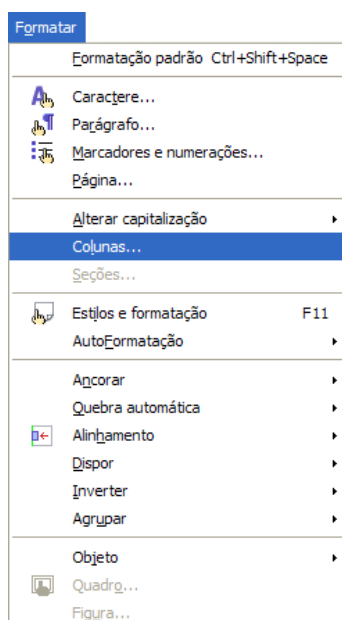 Formatar
Formatação padrão Ctrl+Shift+Space
Caractere...
Parágrafo...
Marcadores e numerações...
Página...
Alterar capitalização
Colunas...
Seções...
Estilos e formatação F11
AutoFormatação
Ancorar
Quebra automática
Alinhamento
Dispor
Inverter
Agrupar
Objeto
Quadro...
Figura...